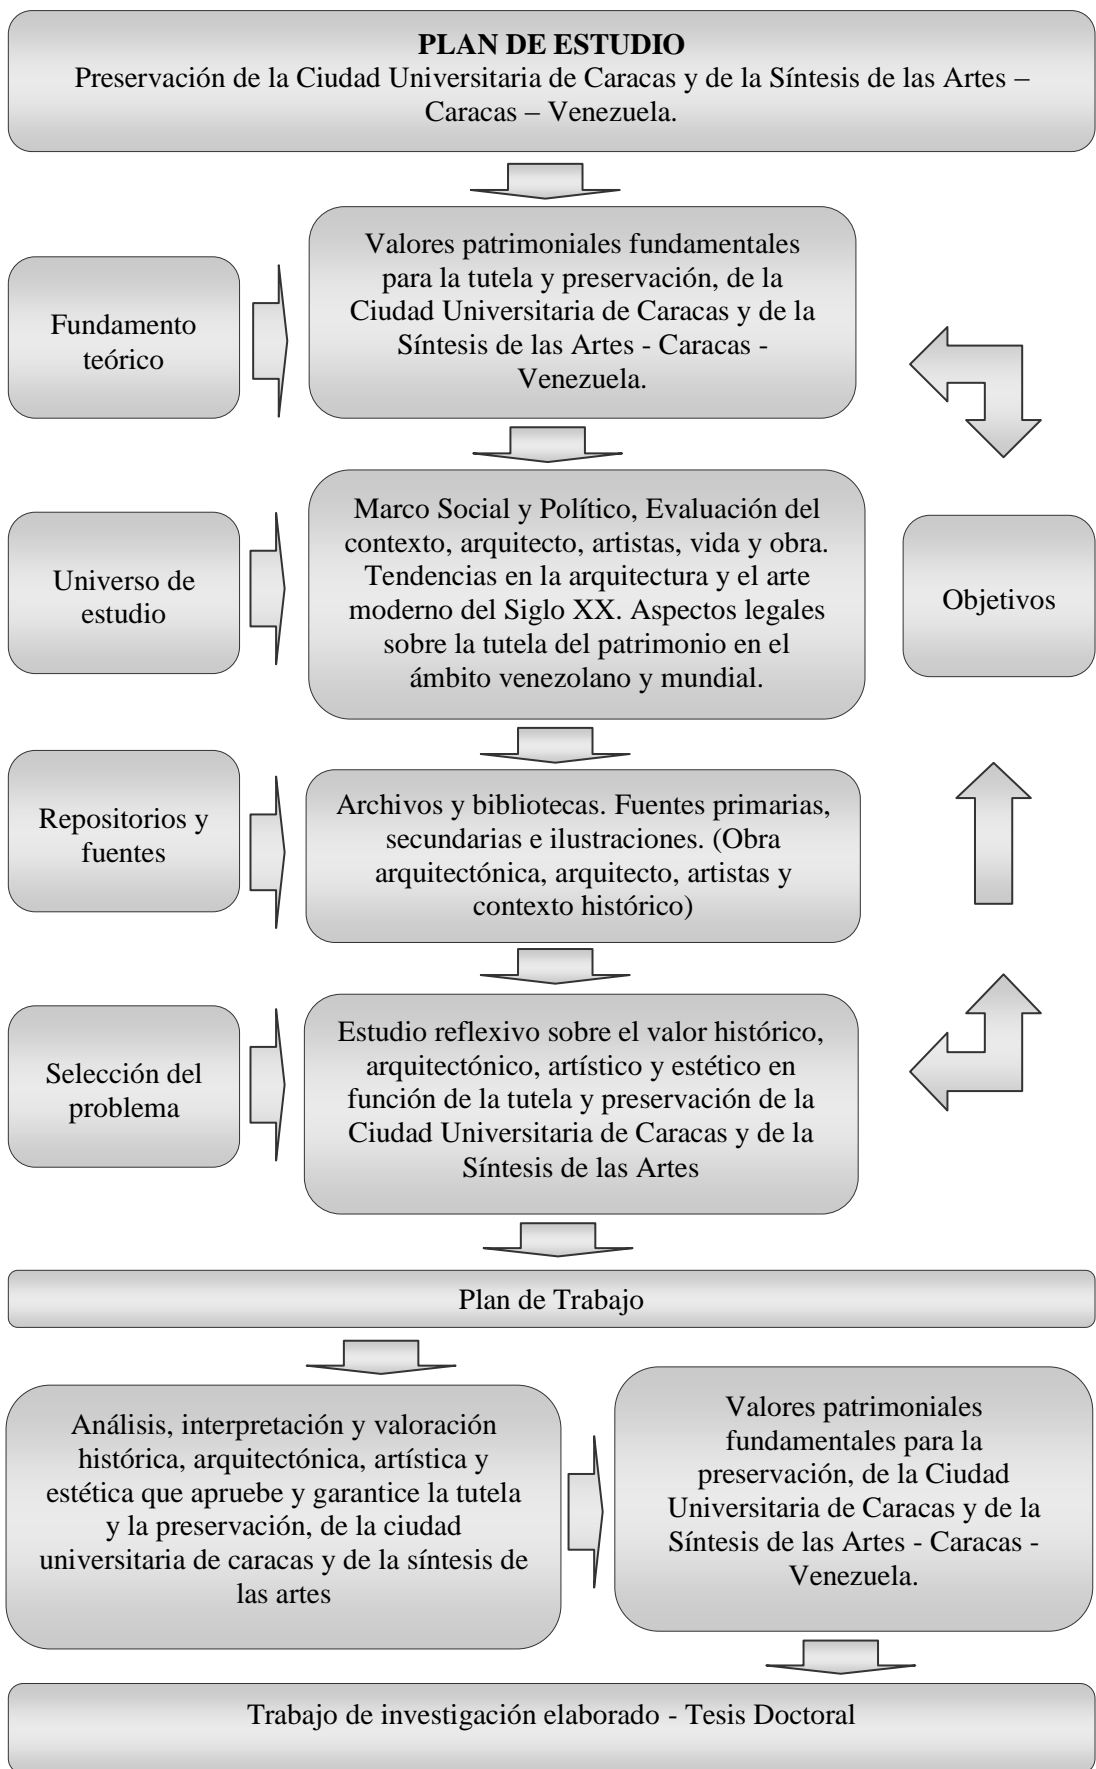 PLAN DE ESTUDIO
Preservación de la Ciudad Universitaria de Caracas y de la Síntesis de las Artes –
Caracas – Venezuela.
Fundamento
teórico
Valores patrimoniales fundamentales
para la tutela y preservación, de la
Ciudad Universitaria de Caracas y de la
Síntesis de las Artes - Caracas -
Venezuela.
Universo de
estudio
Marco Social y Político, Evaluación del
contexto, arquitecto, artistas, vida y obra.
Tendencias en la arquitectura y el arte
moderno del Siglo XX. Aspectos legales
sobre la tutela del patrimonio en el
ámbito venezolano y mundial.
Objetivos
Repositorios y
fuentes
Archivos y bibliotecas. Fuentes primarias,
secundarias e ilustraciones. (Obra
arquitectónica, arquitecto, artistas y
contexto histórico)
Selección del
problema
Estudio reflexivo sobre el valor histórico,
arquitectónico, artístico y estético en
función de la tutela y preservación de la
Ciudad Universitaria de Caracas y de la
Síntesis de las Artes
Plan de Trabajo
Análisis, interpretación y valoración
histórica, arquitectónica, artística y
estética que apruebe y garantice la tutela
y la preservación, de la ciudad
universitaria de caracas y de la síntesis de
las artes
Valores patrimoniales
fundamentales para la
preservación, de la Ciudad
Universitaria de Caracas y de la
Síntesis de las Artes - Caracas -
Venezuela.
Trabajo de investigación elaborado - Tesis Doctoral